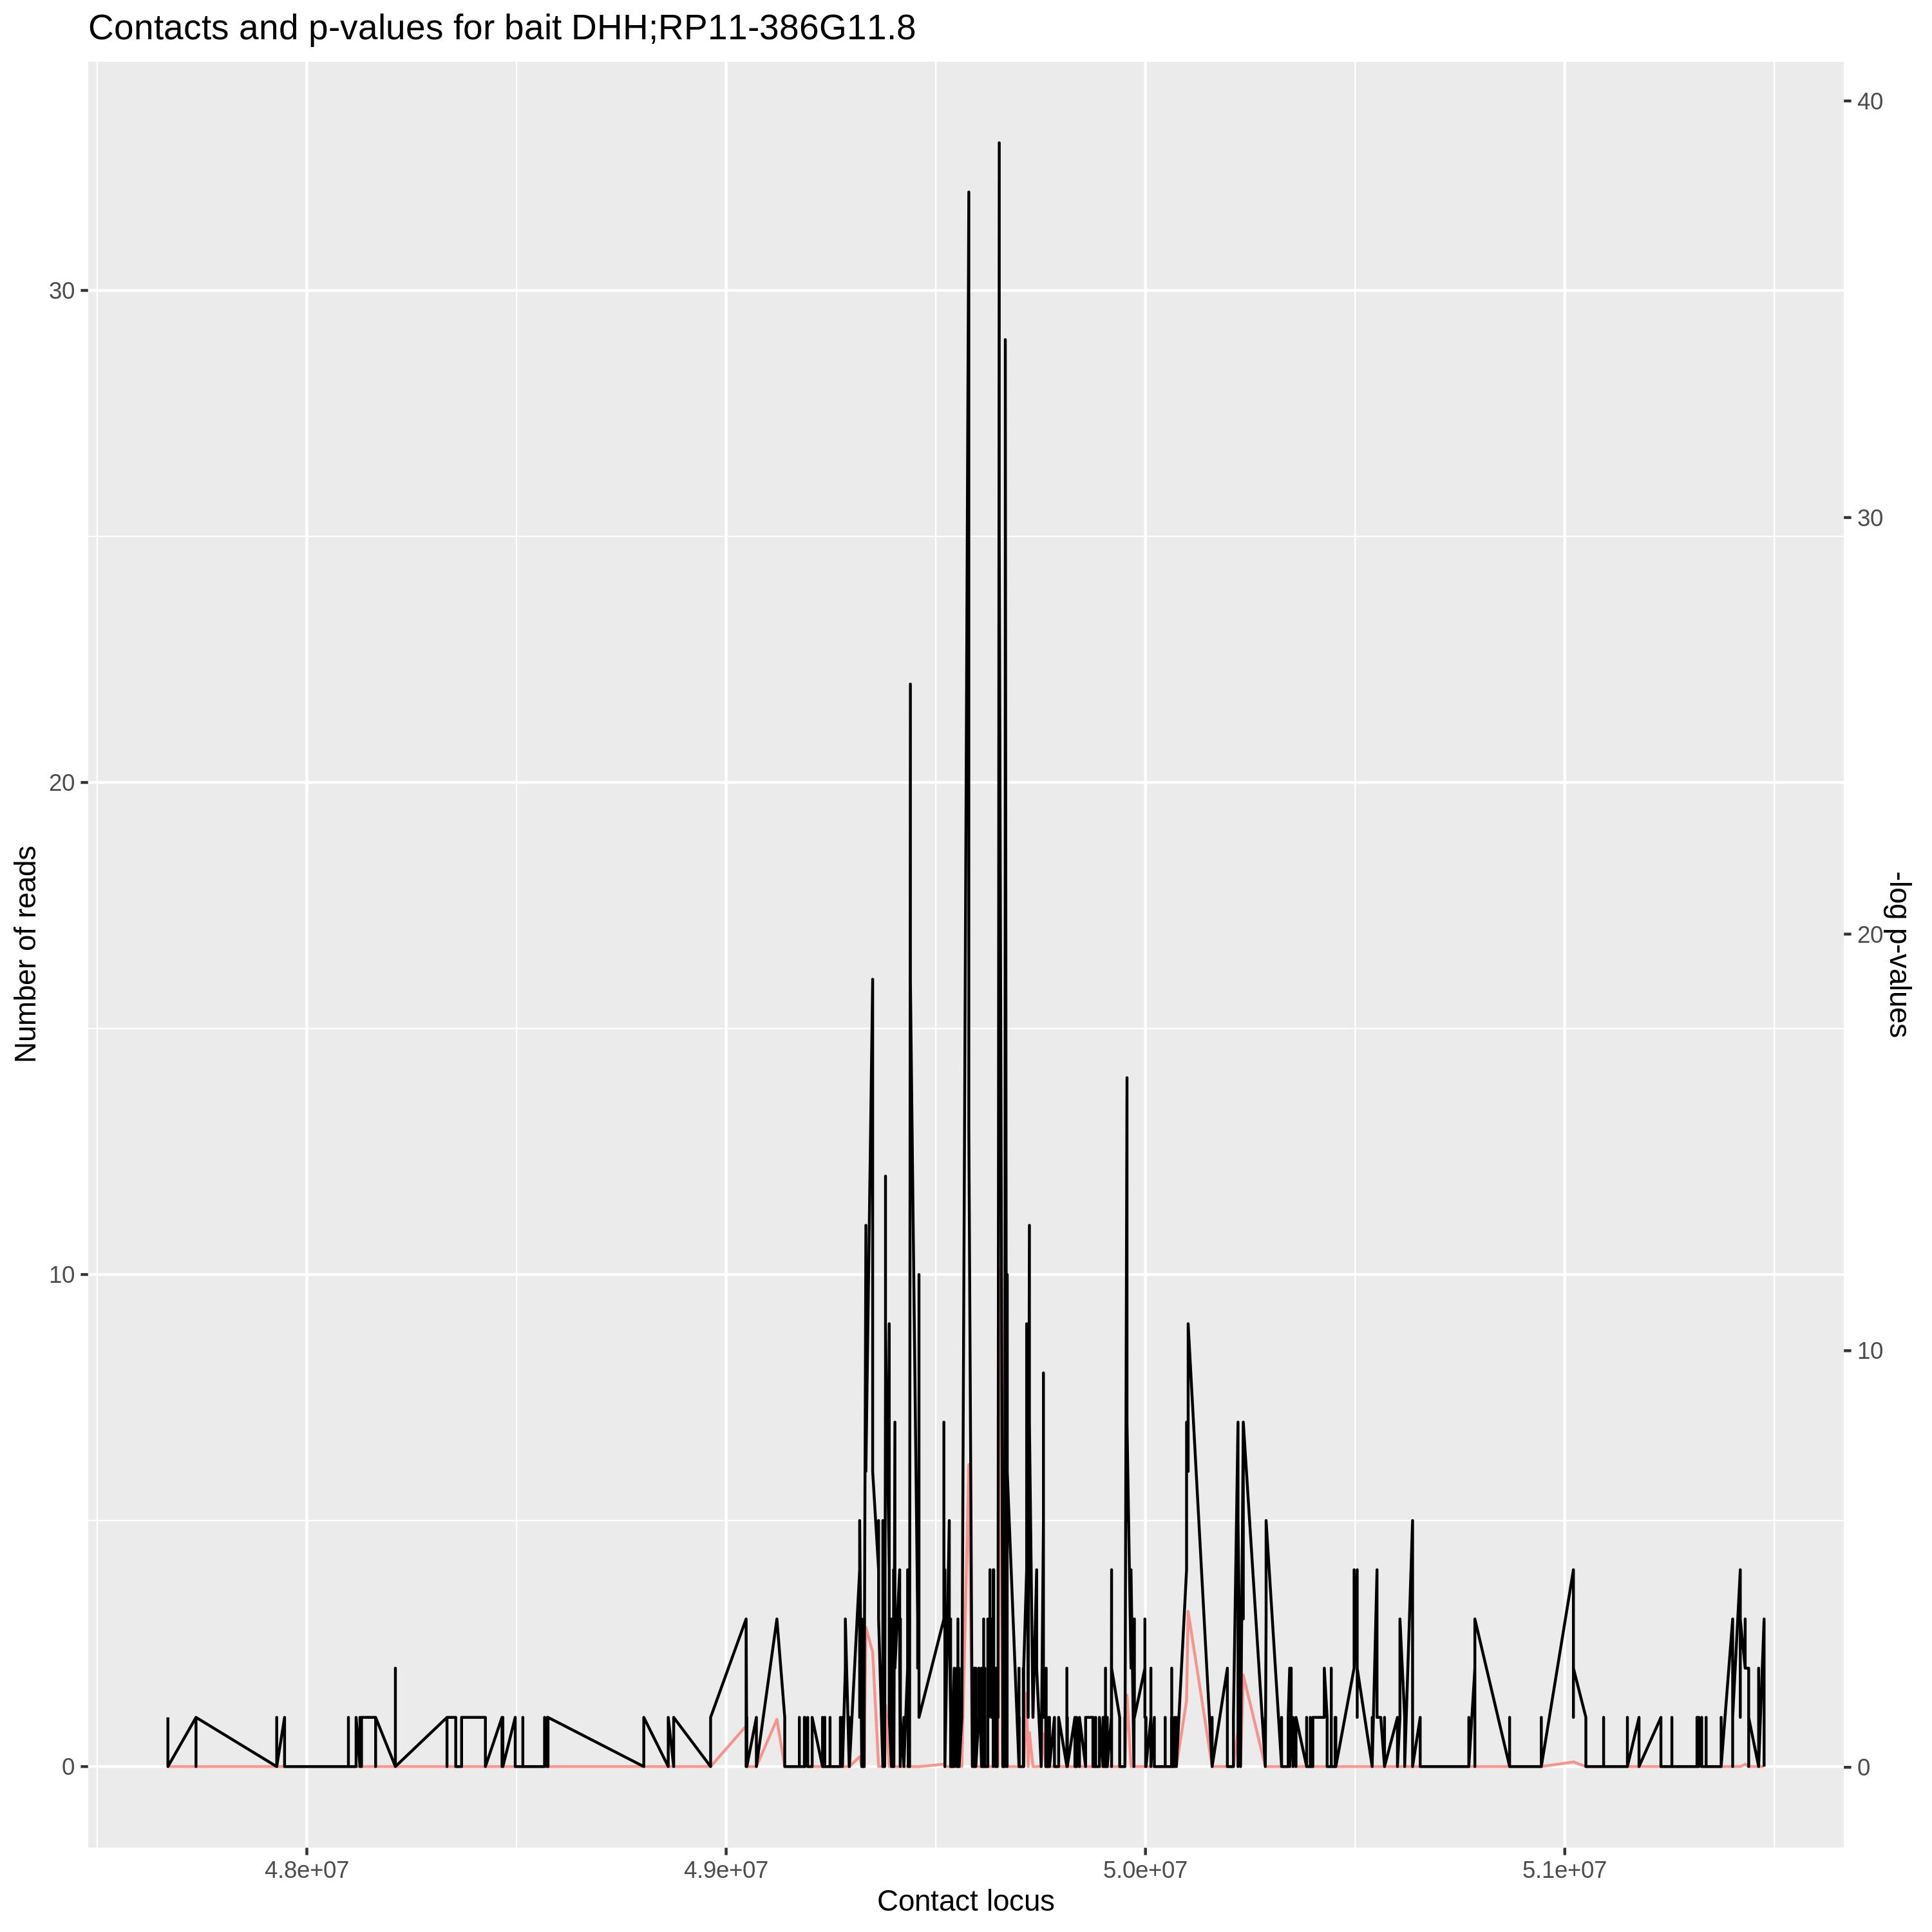 Contacts and p-values for bait DHH;RP11-386G11.8
Number of reads
30
20
10
0
40
30
20
10
0
-log p-values
4.8e+07 4.9e+07 5.0e+07 5.1e+07
Contact locus